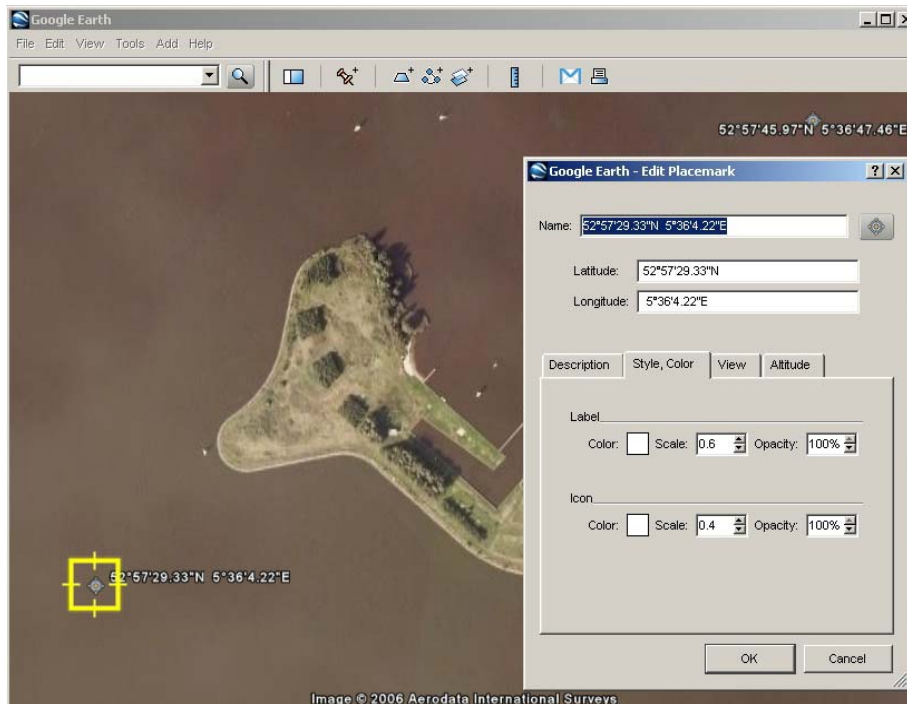 Google Earth
File Edit View Tools Add Help
52°57'45.97"N 5°36'47.46"E
Google Earth - Edit Placemark
Name: 52°57'29.33"N 5°36'4.22"E
Latitude: 52°57'29.33"N
Longitude: 5°36'4.22"E
Description Style, Color View Altitude
Label
Color: Scale: 0.6 Opacity: 100%
Icon
Color: Scale: 0.4 Opacity: 100%
52°57'29.33"N 5°36'4.22"E
OK Cancel
Image © 2006 Aerodata International Surveys